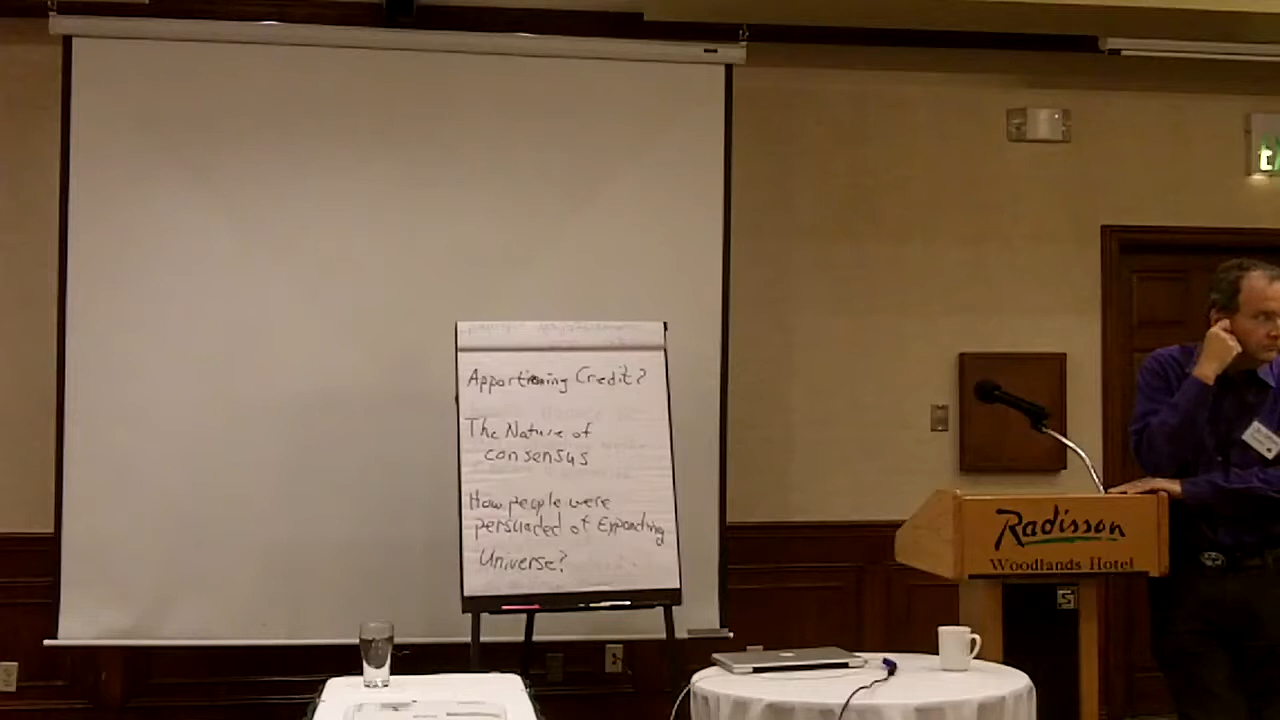 Apportioning Credit?
The Nature of
consensus
How people were
persuaded of Expanding
Universe?
Radisson
Woodlands Hotel